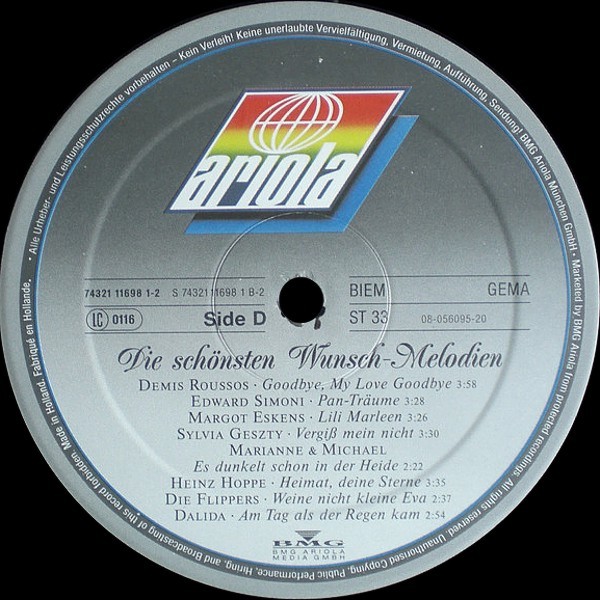 • Alle Urheber- und Leistungsschutzrechte vorbehalten – Kein Verleih! Keine unerlaubte Vervielfältigung, Vermietung, Aufführung, Sendung! BMG Ariola München GmbH • Marketed by BMG Ariola from protected recordings. Unauthorised Copying, Public Performance, Hiring, and Broadcasting of this record forbidden. Made in Holland. Fabriqué en Hollande.
ariola
74321 11698 1-2 S 74321 11698 1 B-2 BIEM GEMA
LC 0116 Side D ST 33 08-056095-20
Die schönsten Wunsch-Melodien
DEMIS ROUSSOS · Goodbye, My Love Goodbye 3:58
EDWARD SIMONI · Pan-Träume 3:28
MARGOT ESKENS · Lili Marleen 3:26
SYLVIA GESZTY · Vergiß mein nicht 3:30
MARIANNE & MICHAEL
Es dunkelt schon in der Heide 2:22
HEINZ HOPPE · Heimat, deine Sterne 3:35
DIE FLIPPERS · Weine nicht kleine Eva 2:37
DALIDA · Am Tag als der Regen kam 2:54
BMG
BMG ARIOLA
MEDIA GMBH